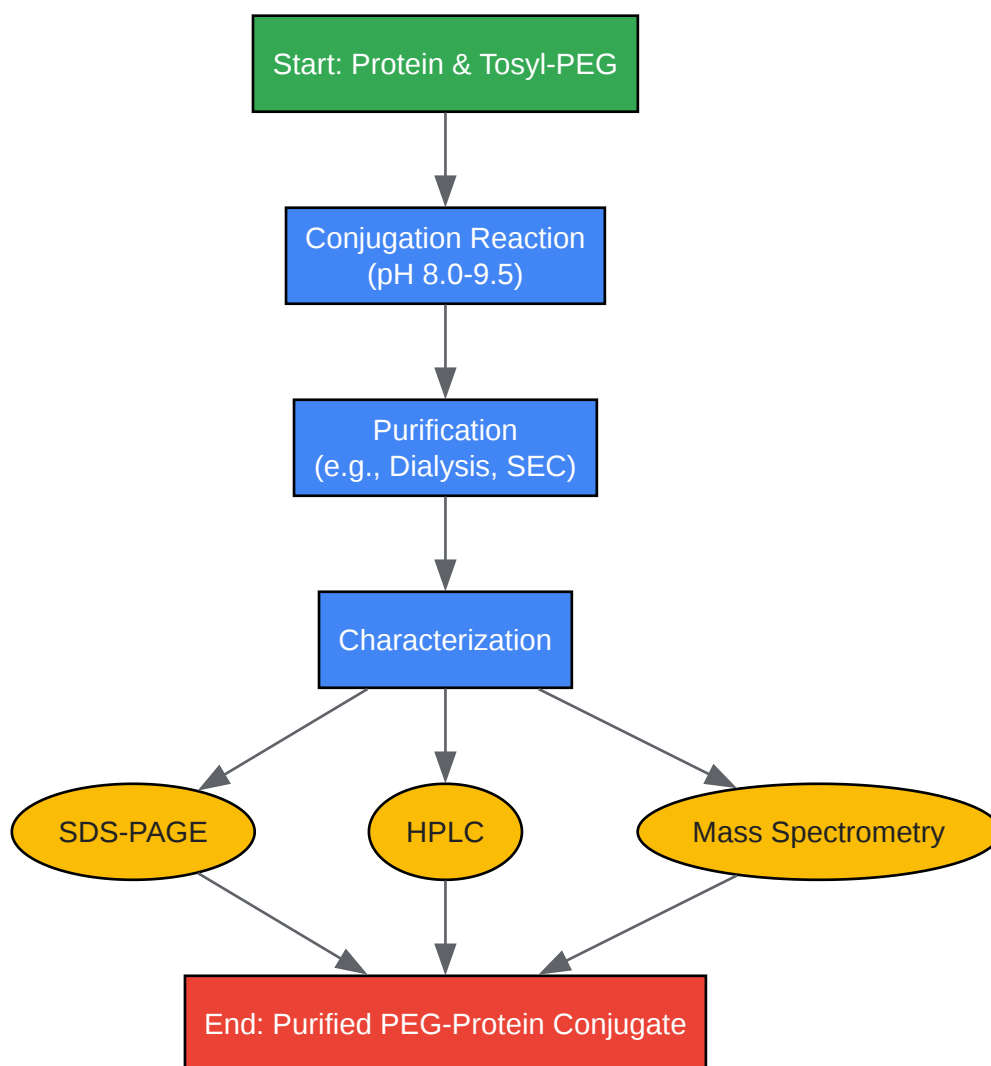 Start: Protein & Tosyl-PEG
Conjugation Reaction
(pH 8.0-9.5)
Purification
(e.g., Dialysis, SEC)
Characterization
SDS-PAGE
HPLC
Mass Spectrometry
End: Purified PEG-Protein Conjugate